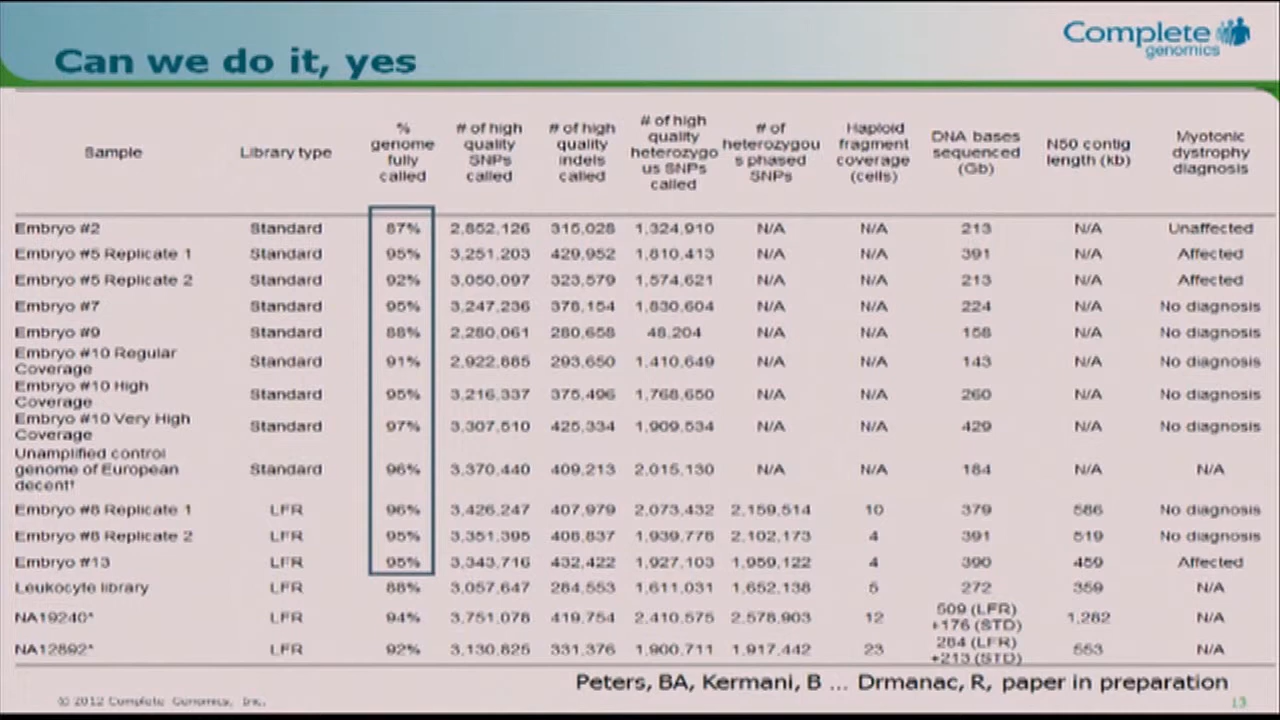 Complete
genomics
Can we do it, yes
Sample | Library type | % genome fully called | # of high quality SNPs called | # of high quality indels called | # of high quality heterozygo us SNPs called | # of heterozygou s phased SNPs | Haploid fragment coverage (cells) | DNA bases sequenced (Gb) | N50 contig length (kb) | Myotonic dystrophy diagnosis
Embryo #2 | Standard | 87% | 2,852,126 | 315,028 | 1,324,910 | N/A | N/A | 213 | N/A | Unaffected
Embryo #5 Replicate 1 | Standard | 95% | 3,251,203 | 429,952 | 1,810,413 | N/A | N/A | 391 | N/A | Affected
Embryo #5 Replicate 2 | Standard | 92% | 3,050,097 | 323,579 | 1,574,621 | N/A | N/A | 213 | N/A | Affected
Embryo #7 | Standard | 95% | 3,247,236 | 378,154 | 1,830,604 | N/A | N/A | 224 | N/A | No diagnosis
Embryo #9 | Standard | 88% | 2,280,061 | 280,658 | 48,204 | N/A | N/A | 158 | N/A | No diagnosis
Embryo #10 Regular Coverage | Standard | 91% | 2,922,885 | 293,650 | 1,410,649 | N/A | N/A | 143 | N/A | No diagnosis
Embryo #10 High Coverage | Standard | 95% | 3,216,337 | 375,496 | 1,768,650 | N/A | N/A | 260 | N/A | No diagnosis
Embryo #10 Very High Coverage | Standard | 97% | 3,307,510 | 425,334 | 1,909,534 | N/A | N/A | 429 | N/A | No diagnosis
Unamplified control genome of European decent† | Standard | 96% | 3,370,440 | 409,213 | 2,015,130 | N/A | N/A | 184 | N/A | N/A
Embryo #8 Replicate 1 | LFR | 96% | 3,426,247 | 407,979 | 2,073,432 | 2,159,514 | 10 | 379 | 586 | No diagnosis
Embryo #8 Replicate 2 | LFR | 95% | 3,351,395 | 408,837 | 1,939,778 | 2,102,173 | 4 | 391 | 519 | No diagnosis
Embryo #13 | LFR | 95% | 3,343,716 | 432,422 | 1,927,103 | 1,959,122 | 4 | 390 | 459 | Affected
Leukocyte library | LFR | 88% | 3,057,647 | 284,553 | 1,611,031 | 1,652,138 | 5 | 272 | 359 | N/A
NA19240* | LFR | 94% | 3,751,078 | 419,754 | 2,410,575 | 2,578,903 | 12 | 509 (LFR) +176 (STD) | 1,282 | N/A
NA12892* | LFR | 92% | 3,130,825 | 331,376 | 1,900,711 | 1,917,442 | 23 | 284 (LFR) +213 (STD) | 553 | N/A
Peters, BA, Kermani, B ... Drmanac, R, paper in preparation
© 2012 Complete Genomics, Inc.
13